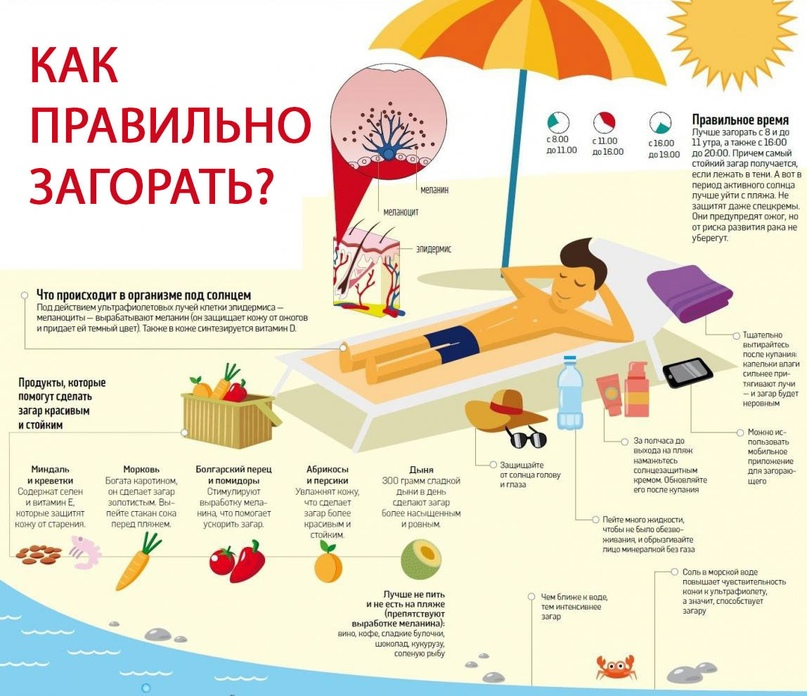 КАК
ПРАВИЛЬНО
ЗАГОРАТЬ?
меланин
меланоцит
эпидермис
с 8.00
до 11.00
с 11.00
до 16.00
с 16.00
до 19.00
Правильное время
Лучше загорать с 8 и до
11 утра, а также с 16:00
до 20:00. Причем самый
стойкий загар получается,
если лежать в тени. А вот в
период активного солнца
лучше уйти с пляжа. Не
защитят даже спецкремы.
Они предупредят ожог, но
от риска развития рака не
уберегут.
Что происходит в организме под солнцем
Под действием ультрафиолетовых лучей клетки эпидермиса —
меланоциты — вырабатывают меланин (он защищает кожу от ожогов
и придает ей темный цвет). Также в коже синтезируется витамин D.
Тщательно
вытирайтесь
после купания:
капельки влаги
сильнее при-
тягивают лучи
— и загар будет
неровным
Продукты, которые
помогут сделать
загар красивым
и стойким
Миндаль
и креветки
Содержат селен
и витамин Е,
которые защитят
кожу от старения.
Морковь
Богата каротином,
он сделает загар
золотистым. Вы-
пейте стакан сока
перед пляжем.
Болгарский перец
и помидоры
Стимулируют
выработку мела-
нина, что помогает
ускорить загар.
Абрикосы
и персики
Увлажнят кожу,
что сделает
загар более
красивым и
стойким.
Дыня
300 грамм сладкой
дыни в день
сделают загар
более насыщенным
и ровным.
Защищайте
от солнца голову
и глаза
За полчаса до
выхода на пляж
намажьтесь
солнцезащитным
кремом. Обновляйте
его после купания
Можно ис-
пользовать
мобильное
приложение
для загораю-
щего
Пейте много жидкости,
чтобы не было обезво-
живания, и обрызгивайте
лицо минералкой без газа
Лучше не пить
и не есть на пляже
(препятствуют
выработке меланина):
вино, кофе, сладкие булочки,
шоколад, кукурузу,
соленую рыбу
Чем ближе к воде,
тем интенсивнее
загар
Соль в морской воде
повышает чувствительность
кожи к ультрафиолету,
а значит, способствует
загару